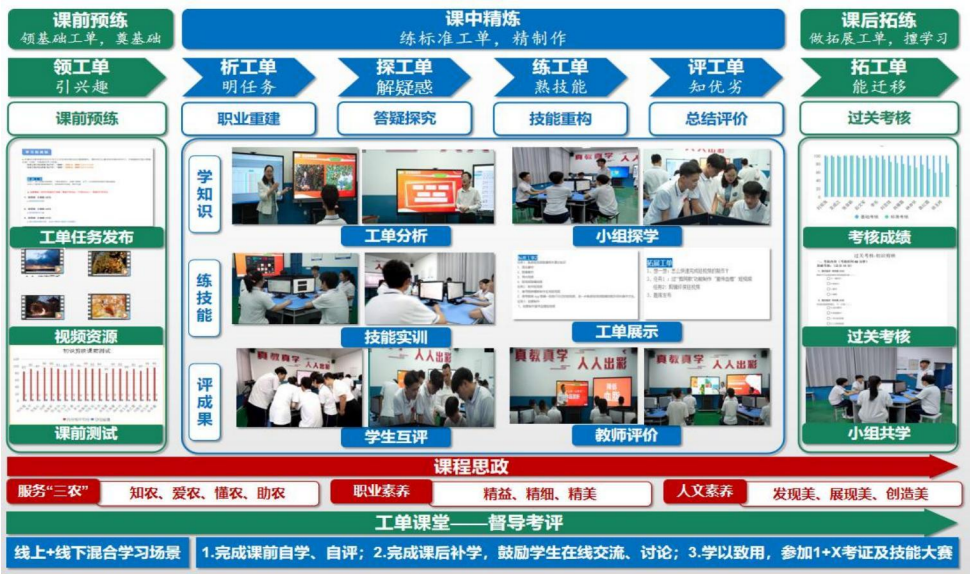 课前预练
领基础工单，奠基础
课中精炼
练标准工单，精制作
课后拓练
做拓展工单，擅学习
领工单
引兴趣
析工单
明任务
探工单
解疑惑
练工单
熟技能
评工单
知优劣
拓工单
能迁移
课前预练
职业重建
答疑探究
技能重构
总结评价
过关考核
学知识
工单任务发布
工单分析
小组探学
考核成绩
练技能
视频资源
技能实训
工单展示
过关考核
评成果
真教真学 人人出彩
课前测试
学生互评
教师评价
小组共学
课程思政
服务“三农”
知农、爱农、懂农、助农
职业素养
精益、精细、精美
人文素养
发现美、展现美、创造美
工单课堂——督导考评
线上+线下混合学习场景
1.完成课前自学、自评；2.完成课后补学，鼓励学生在线交流、讨论；3.学以致用，参加1+X考证及技能大赛